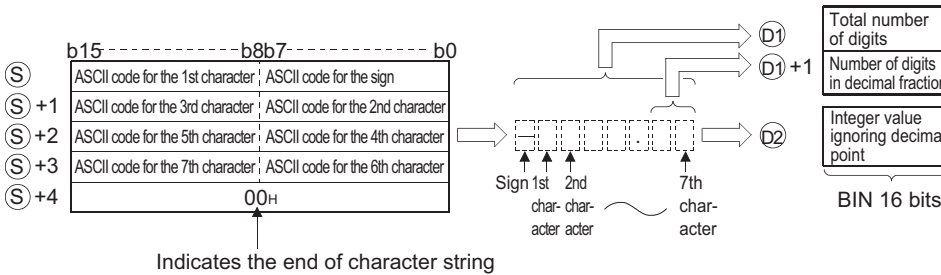 b15 b8 b7 b0
S ASCII code for the 1st character ASCII code for the sign
S +1 ASCII code for the 3rd character ASCII code for the 2nd character
S +2 ASCII code for the 5th character ASCII code for the 4th character
S +3 ASCII code for the 7th character ASCII code for the 6th character
S +4 00H
Indicates the end of character string
— .
Sign 1st 2nd 7th
char- char- char-
acter acter acter
D1 Total number
of digits
D1 +1 Number of digits
in decimal fraction
D2 Integer value
ignoring decima
point
BIN 16 bits